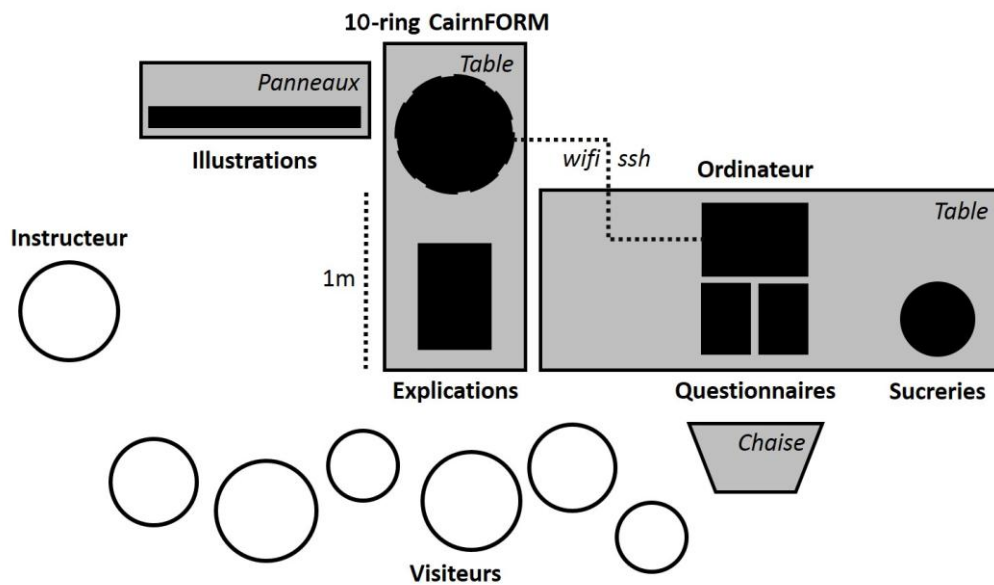 10-ring CairnFORM
Table
Panneaux
Illustrations
wifi ssh
Ordinateur
Table
Instructeur
1m
Explications
Questionnaires
Sucreries
Chaise
Visiteurs